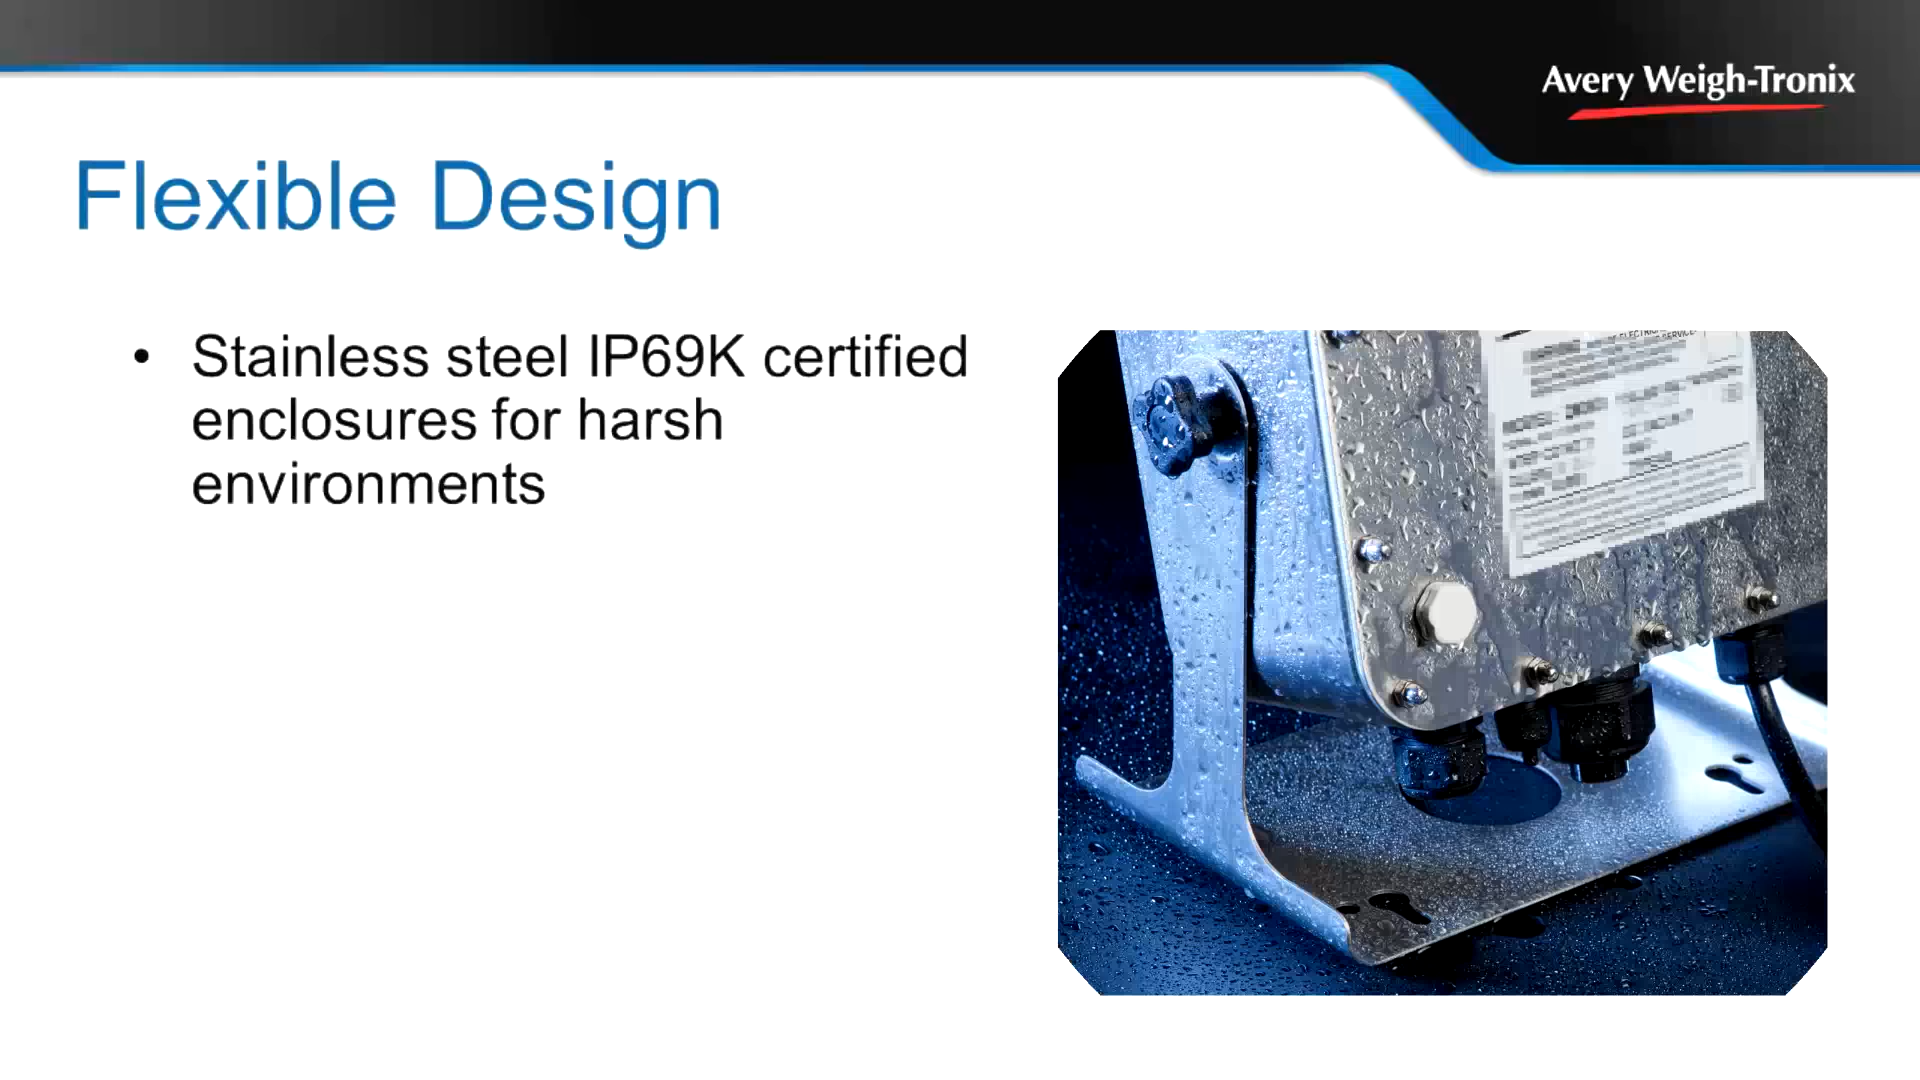 Avery Weigh-Tronix
Flexible Design
• Stainless steel IP69K certified
enclosures for harsh
environments